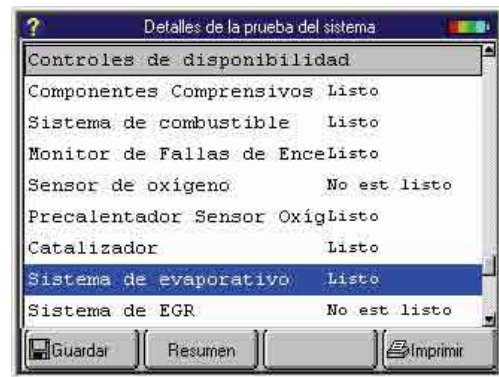 ? Detalles de la prueba del sistema
Controles de disponibilidad
Componentes Comprensivos Listo
Sistema de combustible Listo
Monitor de Fallas de EnceListo
Sensor de oxígeno No est listo
Precalentador Sensor OxígListo
Catalizador Listo
Sistema de evaporativo Listo
Sistema de EGR No est listo
Guardar Resumen Imprimir